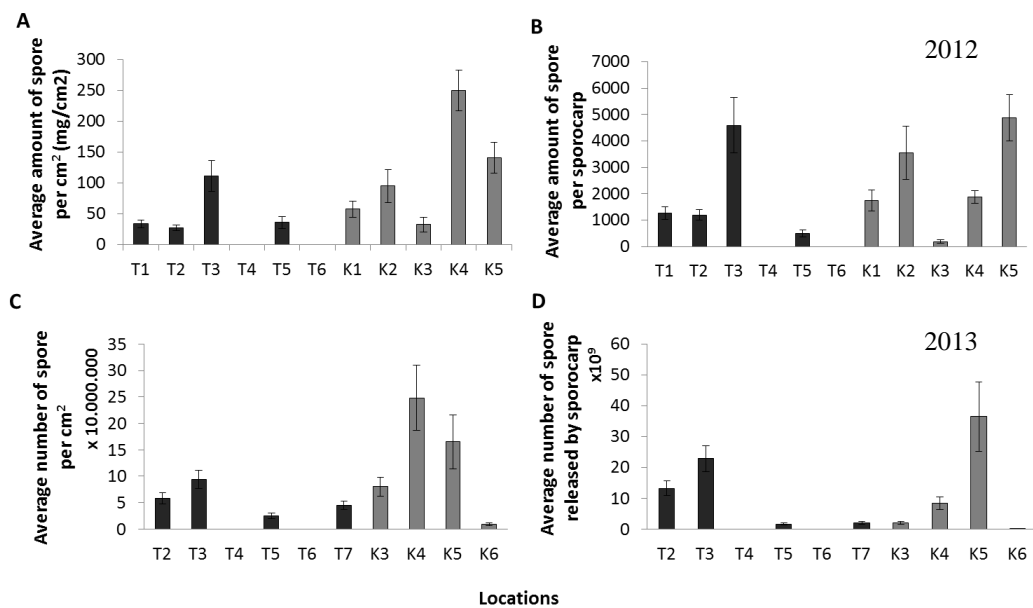 A
Average amount of spore
per cm² (mg/cm2)
300
250
200
150
100
50
0
T1 T2 T3 T4 T5 T6 K1 K2 K3 K4 K5
B
2012
Average amount of spore
per sporocarp
7000
6000
5000
4000
3000
2000
1000
0
T1 T2 T3 T4 T5 T6 K1 K2 K3 K4 K5
C
Average number of spore
per cm²
x 10.000.000
35
30
25
20
15
10
5
0
T2 T3 T4 T5 T6 T7 K3 K4 K5 K6
D
2013
Average number of spore
released by sporocarp
x10⁹
60
50
40
30
20
10
0
T2 T3 T4 T5 T6 T7 K3 K4 K5 K6
Locations